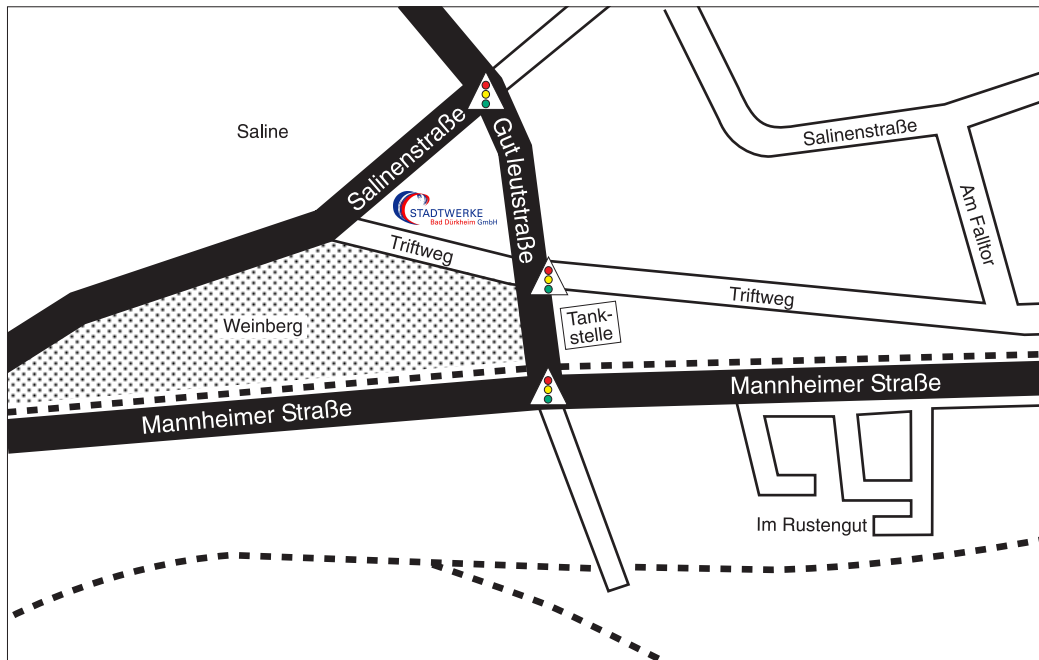 Saline
Salinenstraße
Gutleutstraße
Salinenstraße
STADTWERKE
Bad Dürkheim GmbH
Am Falltor
Triftweg
Triftweg
Weinberg
Tank-
stelle
Mannheimer Straße
Mannheimer Straße
Im Rustengut